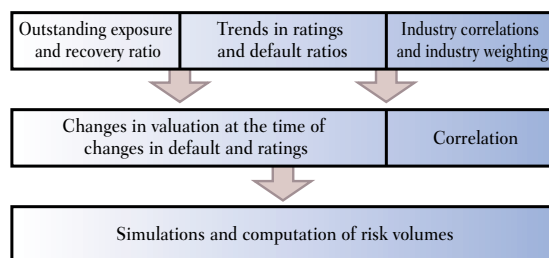 Outstanding exposure
and recovery ratio
Trends in ratings
and default ratios
Industry correlations
and industry weighting
Changes in valuation at the time of
changes in default and ratings
Correlation
Simulations and computation of risk volumes